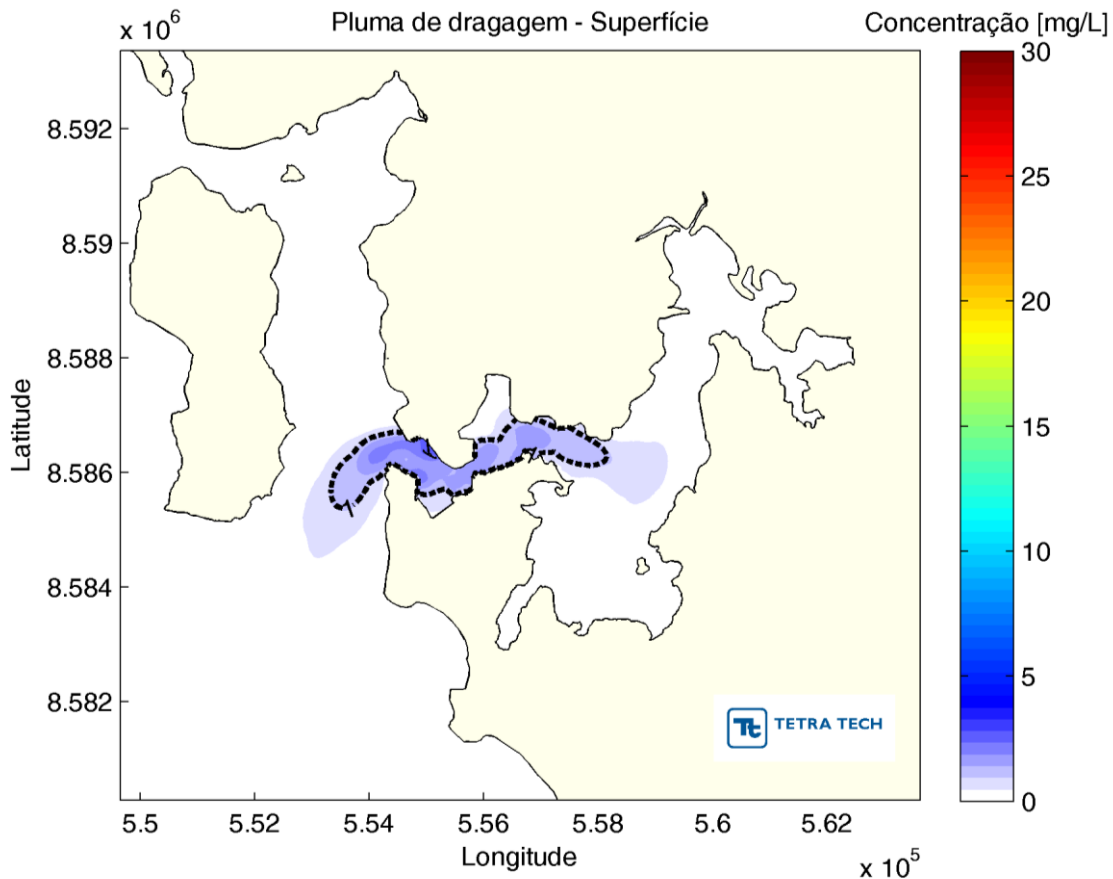 Pluma de dragagem - Superfície
Concentração [mg/L]
x 10^6
8.592
8.59
8.588
8.586
8.584
8.582
Latitude
5.5
5.52
5.54
5.56
5.58
5.6
5.62
Longitude
x 10^5
30
25
20
15
10
5
0
Tt TETRA TECH